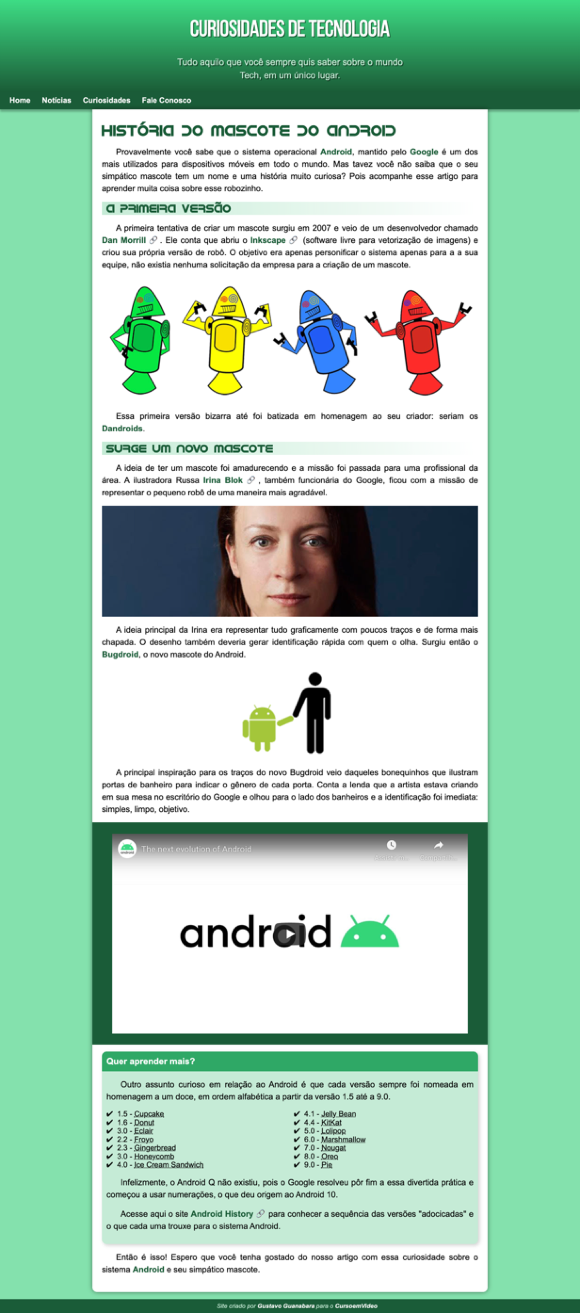 CURIOSIDADES DE TECNOLOGIA
Tudo aquilo que você sempre quis saber sobre o mundo
Tech, em um único lugar.
Home Notícias Curiosidades Fale Conosco
HISTÓRIA DO MASCOTE DO ANDROID
Provavelmente você sabe que o sistema operacional Android, mantido pelo Google é um dos
mais utilizados para dispositivos móveis em todo o mundo. Mas tavez você não saiba que o seu
simpático mascote tem um nome e uma história muito curiosa? Pois acompanhe esse artigo para
aprender muita coisa sobre esse robozinho.
A PRIMEIRA VERSÃO
A primeira tentativa de criar um mascote surgiu em 2007 e veio de um desenvolvedor chamado
Dan Morrill 🔗 . Ele conta que abriu o Inkscape 🔗 (software livre para vetorização de imagens) e
criou sua própria versão de robô. O objetivo era apenas personificar o sistema apenas para a a sua
equipe, não existia nenhuma solicitação da empresa para a criação de um mascote.
Essa primeira versão bizarra até foi batizada em homenagem ao seu criador: seriam os
Dandroids.
SURGE UM NOVO MASCOTE
A ideia de ter um mascote foi amadurecendo e a missão foi passada para uma profissional da
área. A ilustradora Russa Irina Blok 🔗 , também funcionária do Google, ficou com a missão de
representar o pequeno robô de uma maneira mais agradável.
A ideia principal da Irina era representar tudo graficamente com poucos traços e de forma mais
chapada. O desenho também deveria gerar identificação rápida com quem o olha. Surgiu então o
Bugdroid, o novo mascote do Android.
A principal inspiração para os traços do novo Bugdroid veio daqueles bonequinhos que ilustram
portas de banheiro para indicar o gênero de cada porta. Conta a lenda que a artista estava criando
em sua mesa no escritório do Google e olhou para o lado dos banheiros e a identificação foi imediata:
simples, limpo, objetivo.
android
The next evolution of Android
android
Quer aprender mais?
Outro assunto curioso em relação ao Android é que cada versão sempre foi nomeada em
homenagem a um doce, em ordem alfabética a partir da versão 1.5 até a 9.0.
✔ 1.5 - Cupcake
✔ 1.6 - Donut
✔ 3.0 - Eclair
✔ 2.2 - Froyo
✔ 2.3 - Gingerbread
✔ 3.0 - Honeycomb
✔ 4.0 - Ice Cream Sandwich
✔ 4.1 - Jelly Bean
✔ 4.4 - KitKat
✔ 5.0 - Lolipop
✔ 6.0 - Marshmallow
✔ 7.0 - Nougat
✔ 8.0 - Oreo
✔ 9.0 - Pie
Infelizmente, o Android Q não existiu, pois o Google resolveu pôr fim a essa divertida prática e
começou a usar numerações, o que deu origem ao Android 10.
Acesse aqui o site Android History 🔗 para conhecer a sequência das versões "adocicadas" e
o que cada uma trouxe para o sistema Android.
Então é isso! Espero que você tenha gostado do nosso artigo com essa curiosidade sobre o
sistema Android e seu simpático mascote.
Site criado por Gustavo Guanabara para o CursoemVídeo